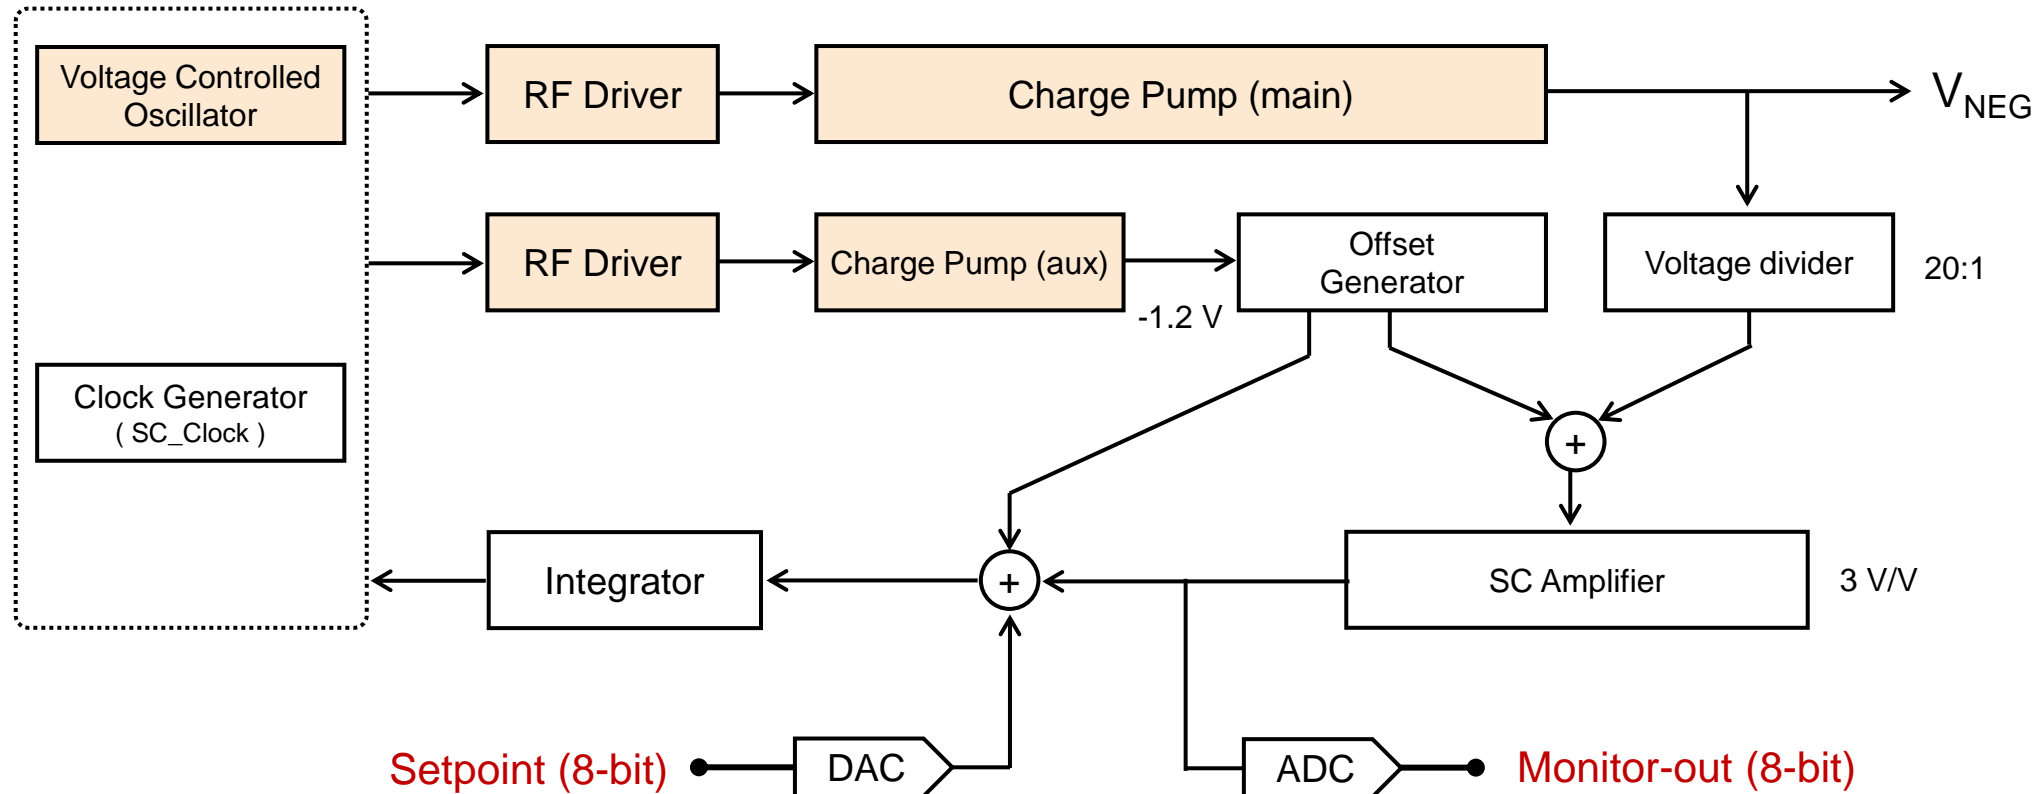 Voltage Controlled
Oscillator
RF Driver
Charge Pump (main)
V_NEG
RF Driver
Charge Pump (aux)
-1.2 V
Offset
Generator
Voltage divider
20:1
Clock Generator
( SC_Clock )
+
Integrator
+
SC Amplifier
3 V/V
Setpoint (8-bit)
DAC
ADC
Monitor-out (8-bit)